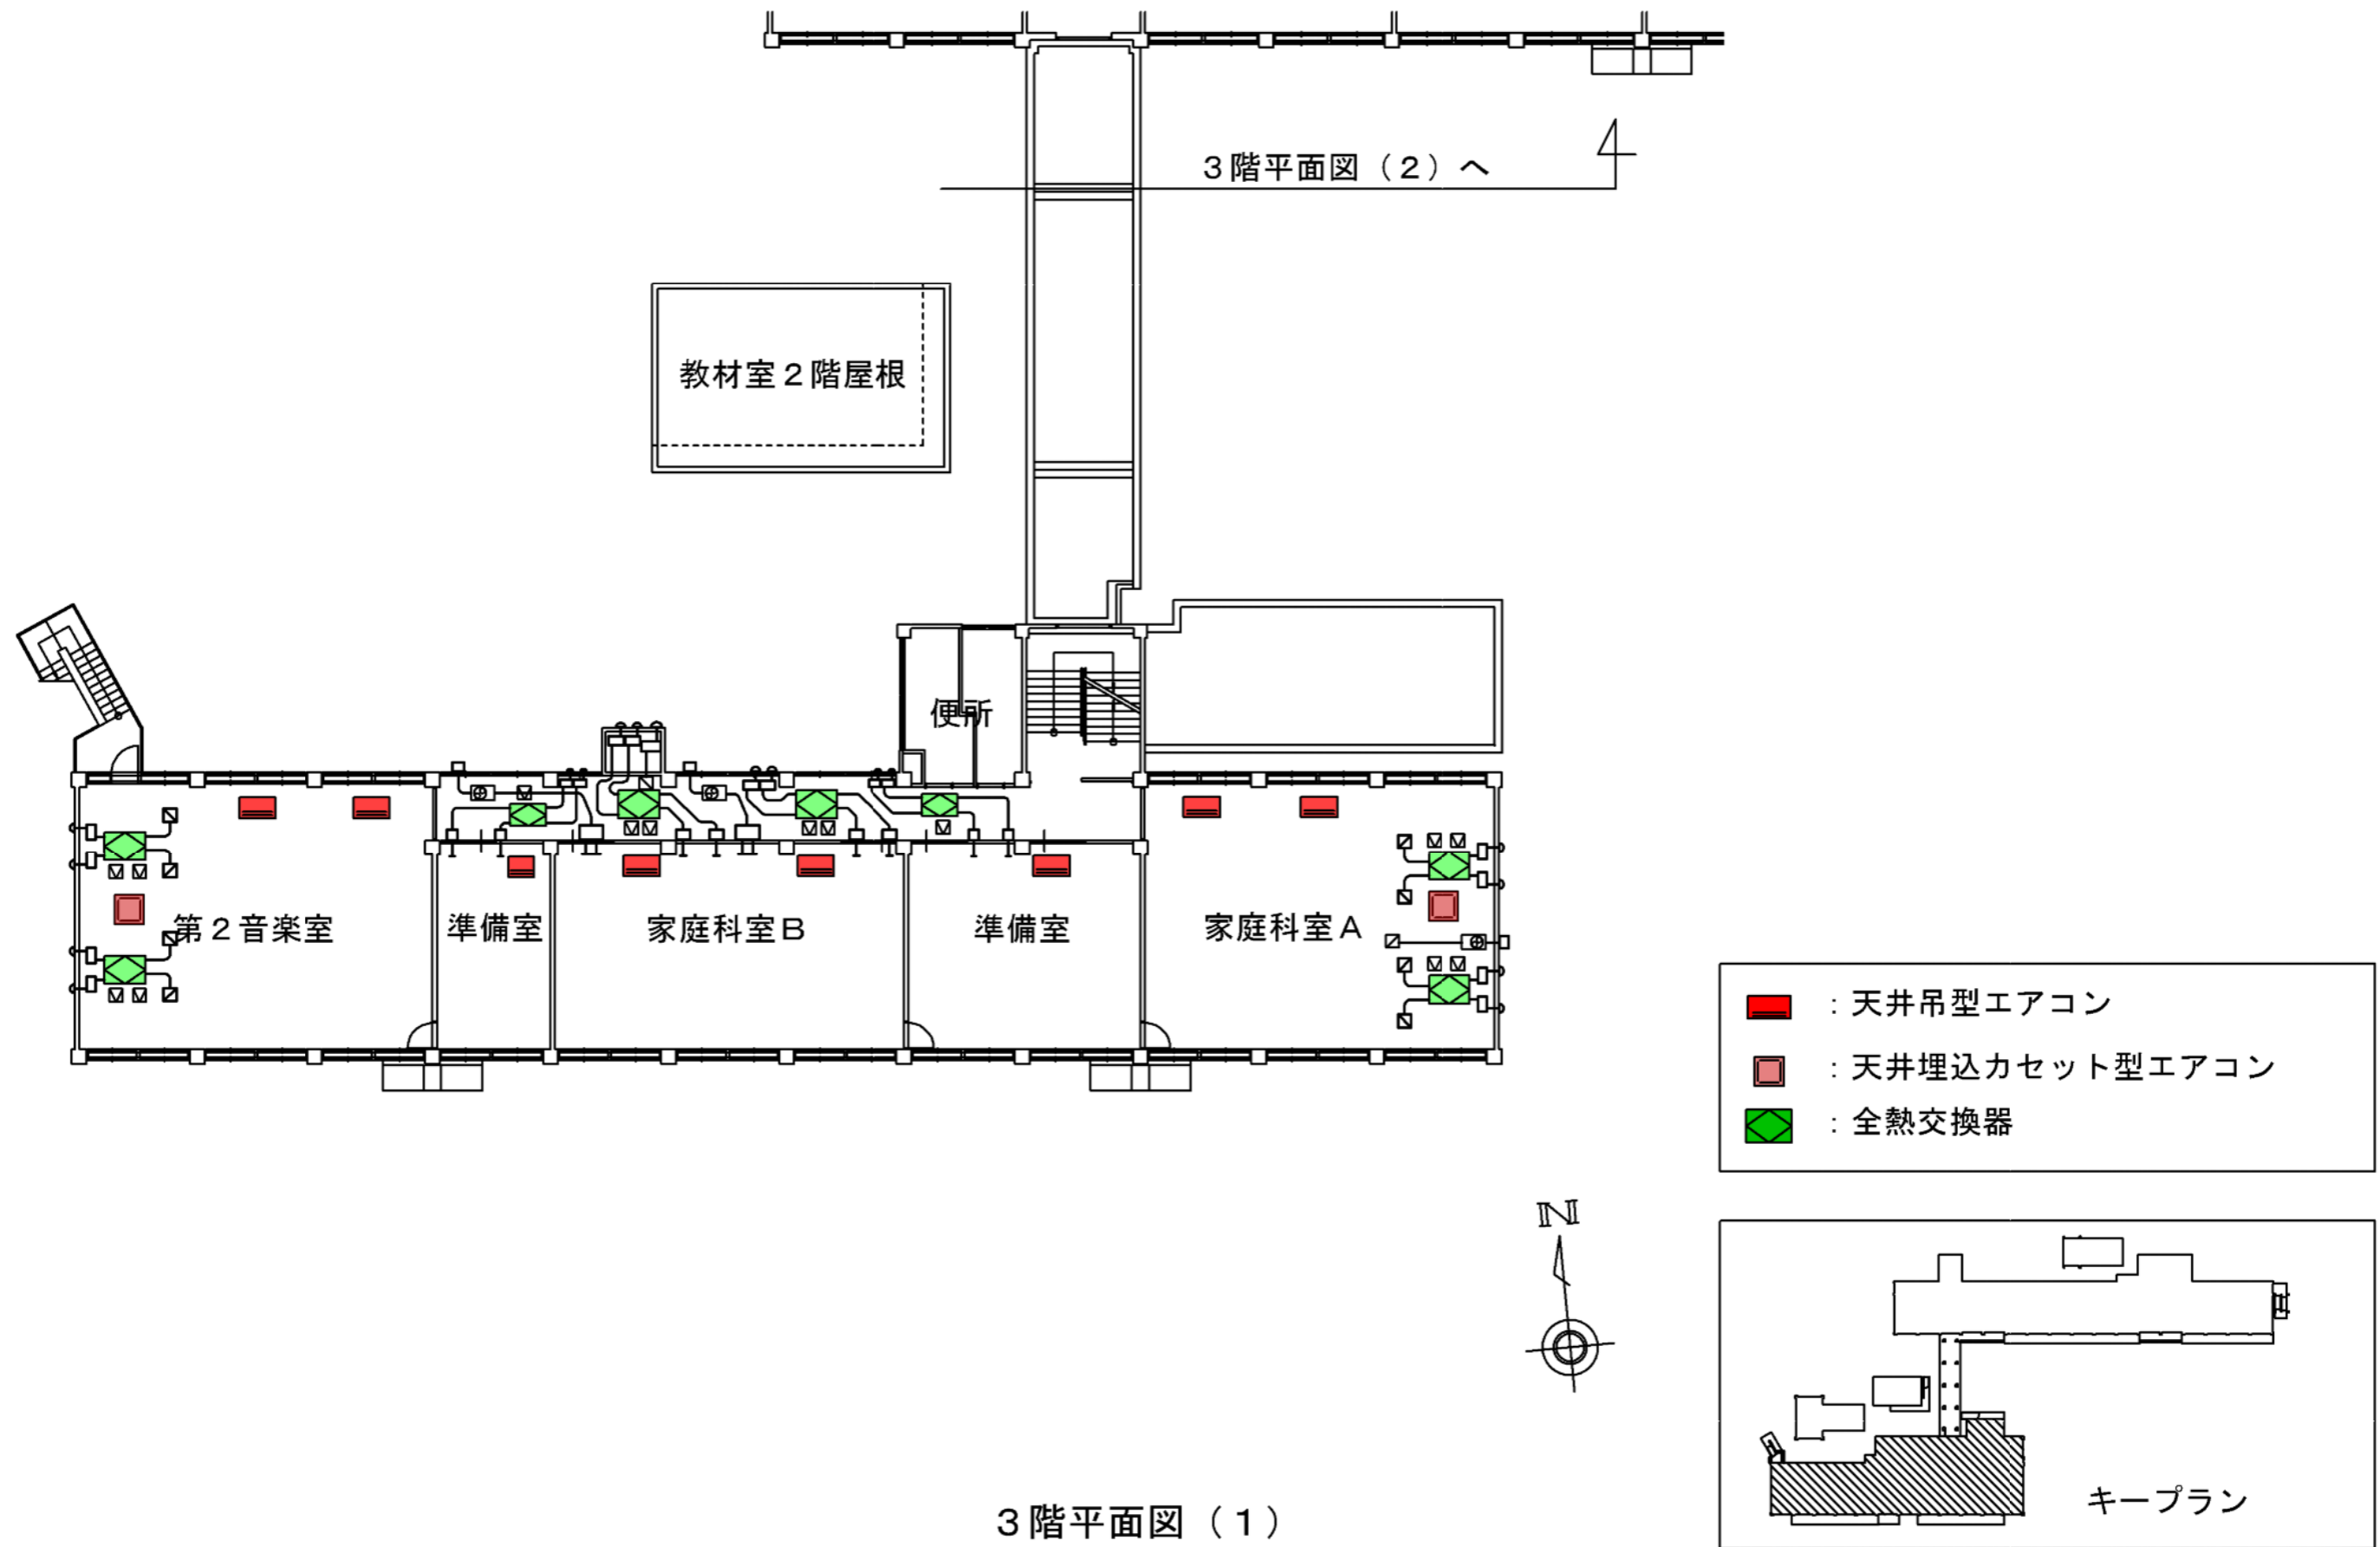 3階平面図（2）へ
教材室2階屋根
便所
第2音楽室
準備室
家庭科室B
準備室
家庭科室A
：天井吊型エアコン
：天井埋込カセット型エアコン
：全熱交換器
N
キープラン
3階平面図（1）